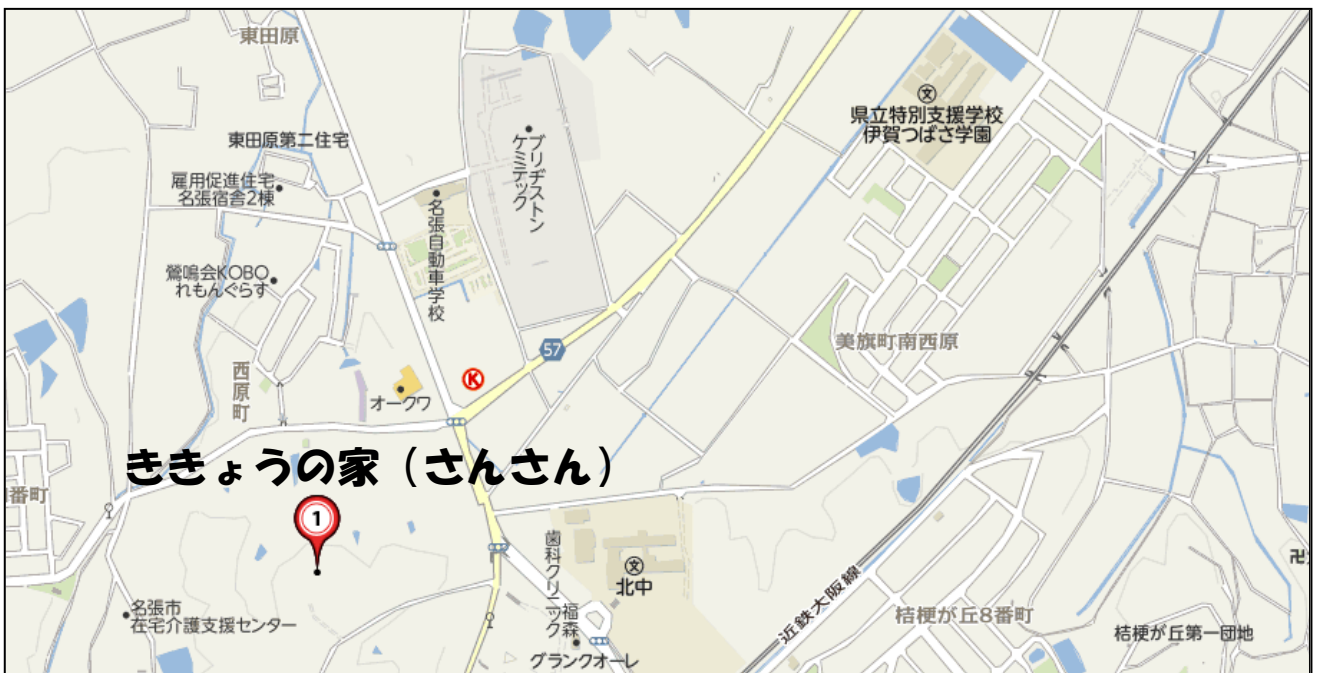 東田原
東田原第二住宅
雇用促進住宅
名張宿舎2棟
鶯鳴会KOBO
れもんぐらす
西原町
オークワ
名張自動車学校
ブリヂストン
ケミテック
57
K
文
県立特別支援学校
伊賀つばさ学園
美旗町南西原
ききょうの家（さんさん）
1
番町
名張市
在宅介護支援センター
福森
歯科クリニック
グランクオーレ
文
北中
近鉄大阪線
桔梗が丘8番町
桔梗が丘第一団地
卍